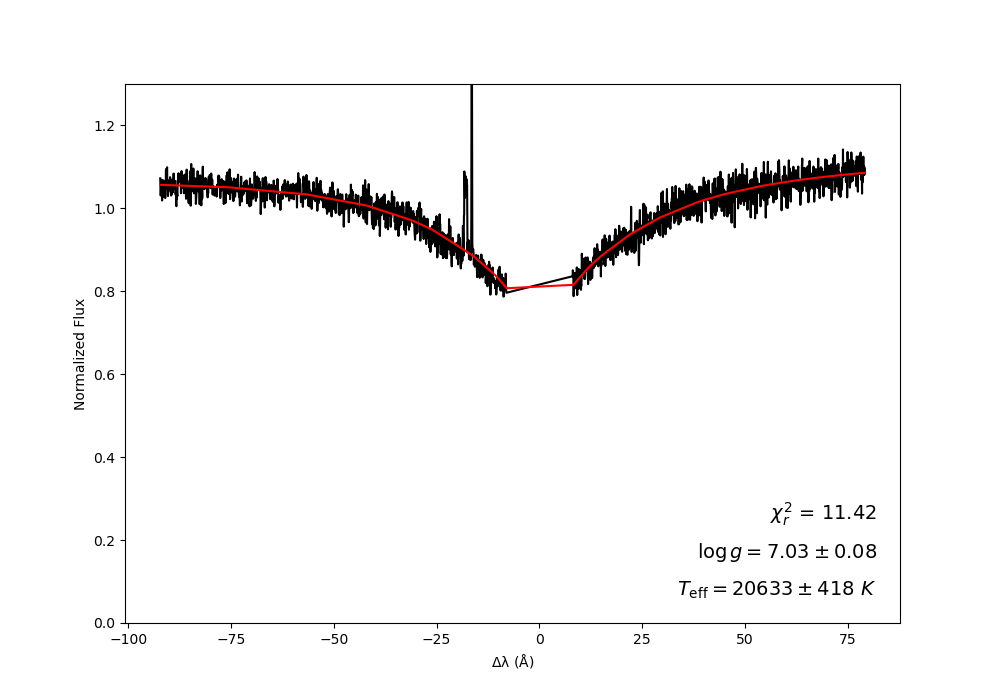 1.2
1.0
0.8
0.6
0.4
0.2
0.0
Normalized Flux
χ²ᵣ = 11.42
log g = 7.03 ± 0.08
T_eff = 20633 ± 418 K
−100 −75 −50 −25 0 25 50 75
Δλ (Å)